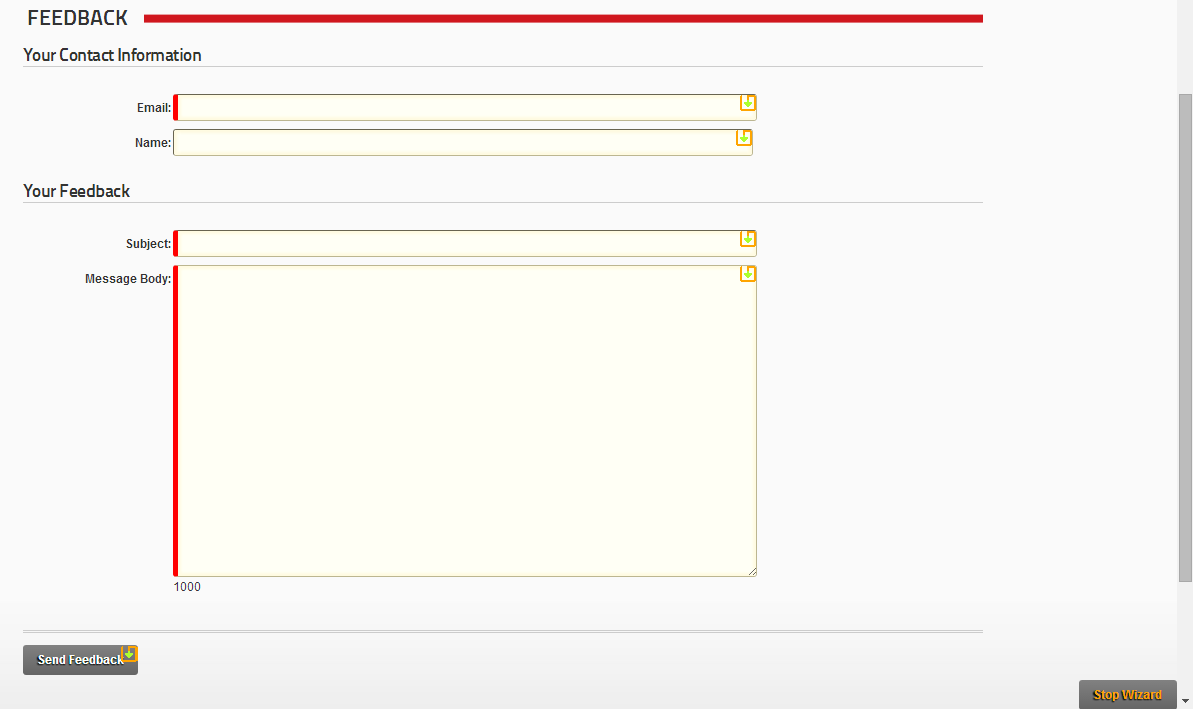 FEEDBACK
Your Contact Information
Email:
Name:
Your Feedback
Subject:
Message Body:
1000
Send Feedback
Stop Wizard